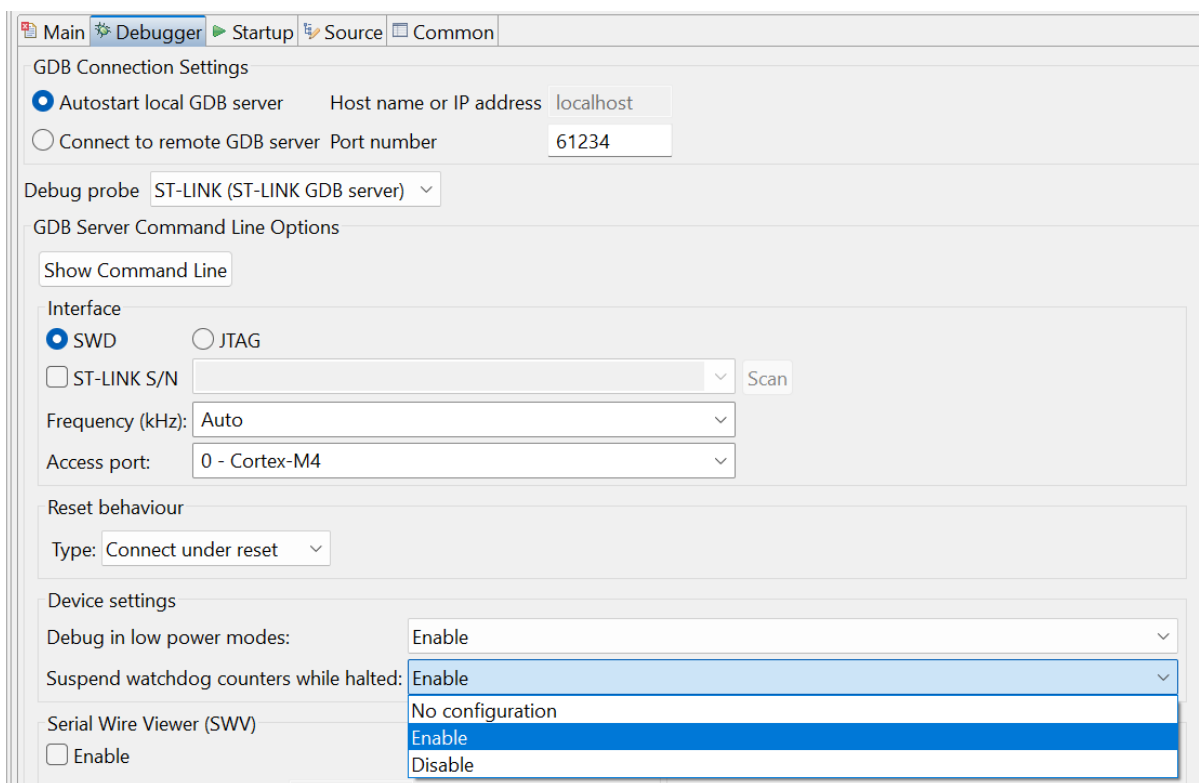 Main Debugger Startup Source Common
GDB Connection Settings
Autostart local GDB server Host name or IP address localhost
Connect to remote GDB server Port number 61234
Debug probe ST-LINK (ST-LINK GDB server)
GDB Server Command Line Options
Show Command Line
Interface
SWD JTAG
ST-LINK S/N Scan
Frequency (kHz): Auto
Access port: 0 - Cortex-M4
Reset behaviour
Type: Connect under reset
Device settings
Debug in low power modes: Enable
Suspend watchdog counters while halted: Enable
No configuration
Serial Wire Viewer (SWV)
Enable
Enable
Disable